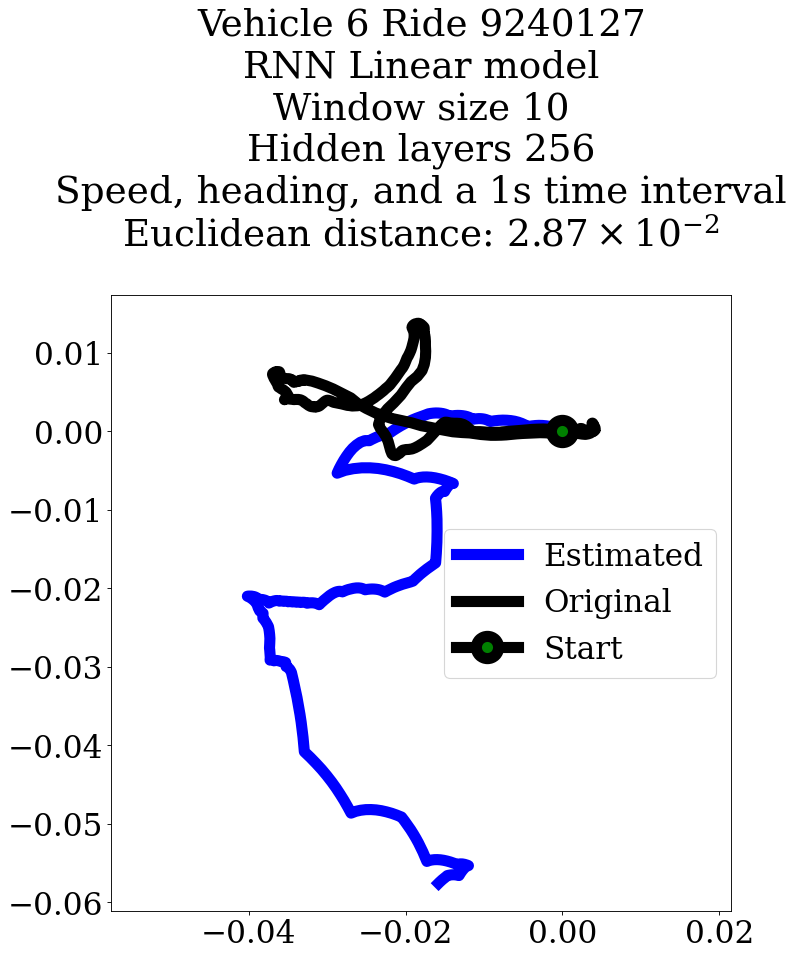 Vehicle 6 Ride 9240127
RNN Linear model
Window size 10
Hidden layers 256
Speed, heading, and a 1s time interval
Euclidean distance: 2.87 × 10⁻²
0.01
0.00
−0.01
−0.02
−0.03
−0.04
−0.05
−0.06
Estimated
Original
Start
−0.04 −0.02 0.00 0.02